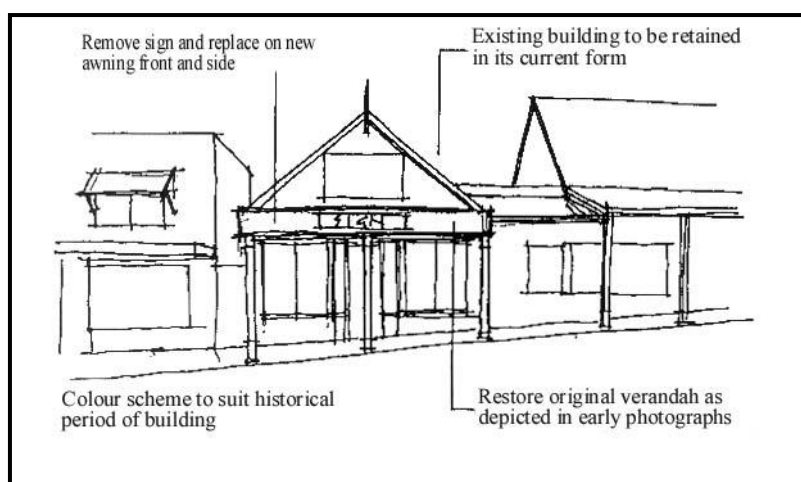 Remove sign and replace on new
awning front and side
Existing building to be retained
in its current form
SIGN
Colour scheme to suit historical
period of building
Restore original verandah as
depicted in early photographs